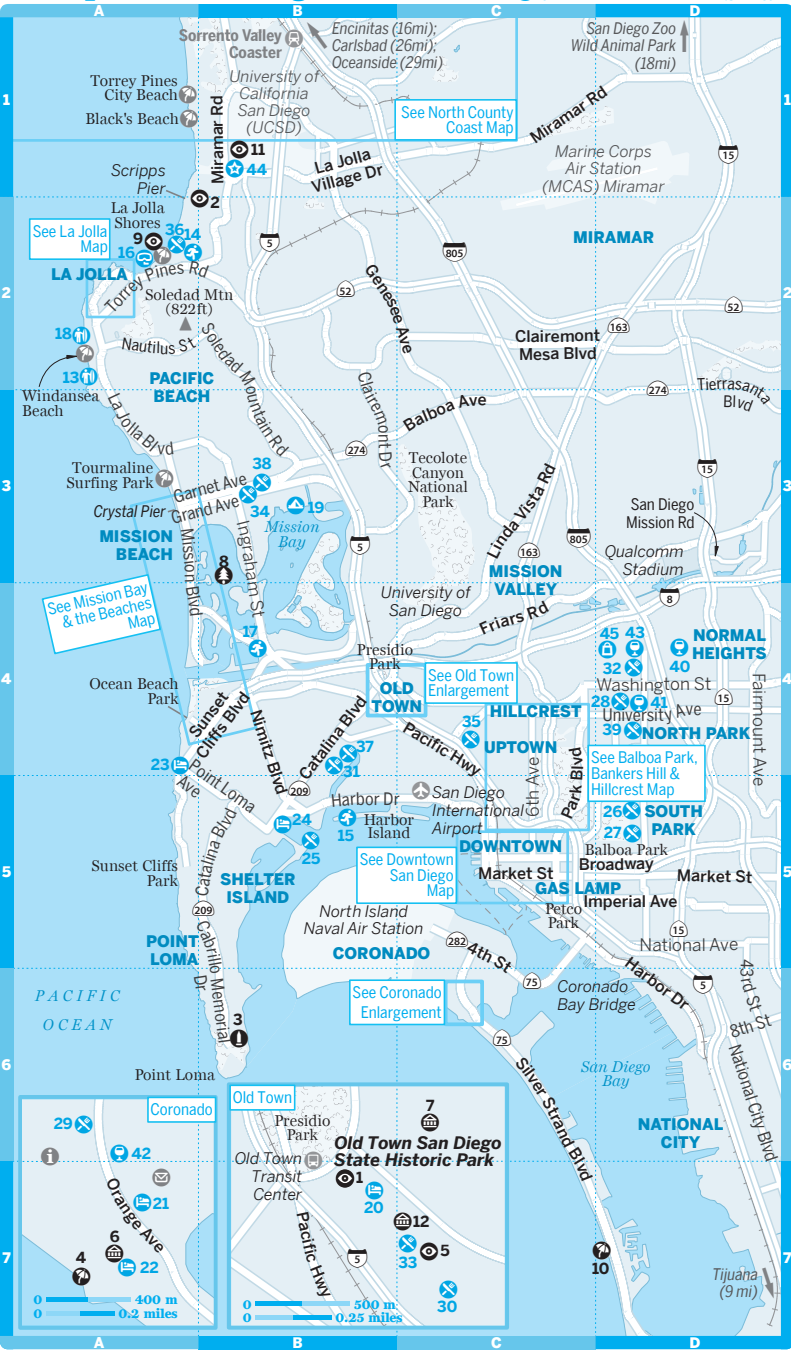 A
B
C
D
Sorrento Valley
Coaster
Encinitas (16mi);
Carlsbad (26mi);
Oceanside (29mi)
San Diego Zoo
Wild Animal Park
(18mi)
Torrey Pines
City Beach
Black's Beach
1
1
Miramar Rd
University of
California
San Diego
(UCSD)
See North County
Coast Map
Miramar Rd
11
44
La Jolla
Village Dr
Marine Corps
Air Station
(MCAS) Miramar
15
Scripps
Pier
2
La Jolla
Shores
See La Jolla
Map
9
36
14
16
5
805
MIRAMAR
LA JOLLA
Torrey Pines Rd
2
2
Soledad Mtn
(822ft)
52
Genesee Ave
52
163
18
Nautilus St
Clairemont
Mesa Blvd
Windansea
Beach
13
PACIFIC
BEACH
Soledad Mountain Rd
Clairemont Dr
Balboa Ave
274
Tierrasanta
Blvd
La Jolla Blvd
274
Tecolote
Canyon
National
Park
15
Tourmaline
Surfing Park
38
3
3
Garnet Ave
Grand Ave
34
19
Crystal Pier
Mission
Bay
Linda Vista Rd
San Diego
Mission Rd
MISSION
BEACH
Mission Blvd
Ingraham St
5
163
805
Qualcomm
Stadium
8
MISSION
VALLEY
See Mission Bay
& the Beaches
Map
University of
San Diego
8
Friars Rd
17
45
43
NORMAL
HEIGHTS
32
40
Presidio
Park
4
4
Ocean Beach
Park
OLD
TOWN
See Old Town
Enlargement
Washington St
15
28
41
HILLCREST
University Ave
Fairmount Ave
Sunset
Cliffs Blvd
Nimitz Blvd
Catalina Blvd
Pacific Hwy
35
UPTOWN
39
NORTH PARK
37
31
6th Ave
Park Blvd
See Balboa Park,
Bankers Hill &
Hillcrest Map
23
Point Loma
Ave
209
Harbor Dr
San Diego
International
Airport
26
SOUTH
PARK
27
24
15
Harbor
Island
25
Catalina Blvd
DOWNTOWN
Balboa Park
Broadway
5
5
Sunset Cliffs
Park
See Downtown
San Diego
Map
Market St
Market St
SHELTER
ISLAND
GAS LAMP
Imperial Ave
209
North Island
Naval Air Station
Petco
Park
15
National Ave
POINT
LOMA
CORONADO
282
4th St
75
Harbor Dr
43rd St
Cabrillo Memorial
Dr
PACIFIC
OCEAN
See Coronado
Enlargement
Coronado
Bay Bridge
5
8th St
3
75
6
6
Point Loma
San Diego
Bay
Silver Strand Blvd
National City Blvd
NATIONAL
CITY
Coronado
29
42
21
Orange Ave
6
4
22
0
400 m
0
0.2 miles
Old Town
Presidio
Park
7
Old Town San Diego
State Historic Park
Old Town
Transit
Center
1
20
12
Pacific Hwy
5
33
5
30
0
500 m
0
0.25 miles
7
7
10
Tijuana
(9 mi)
A
B
C
D